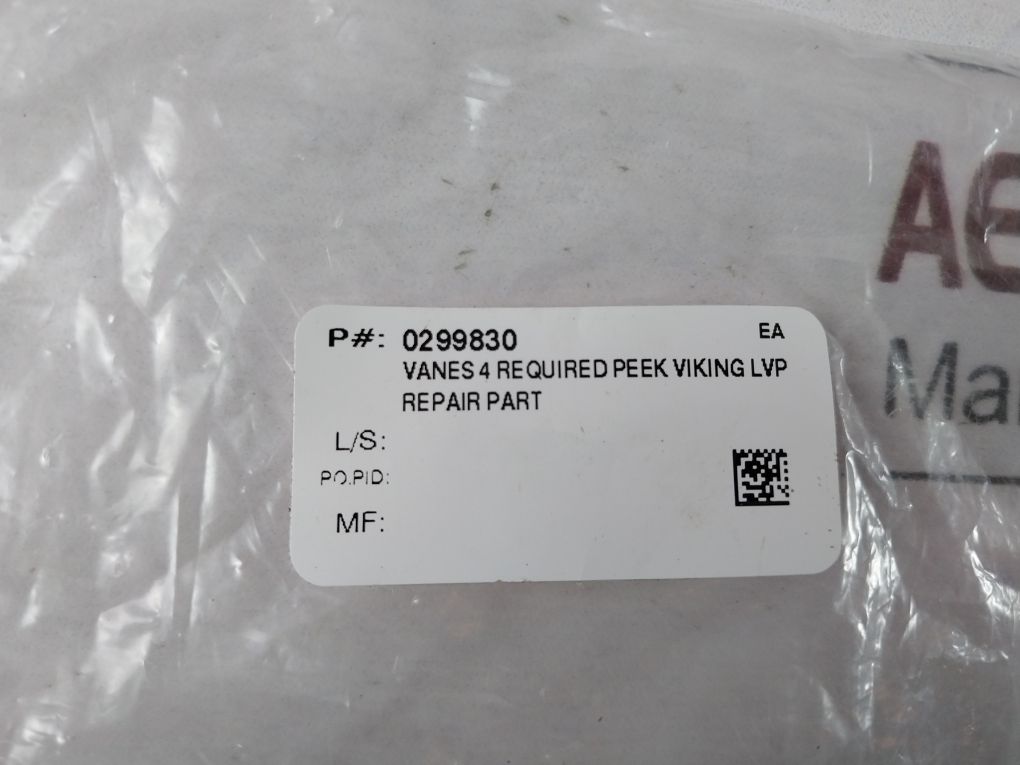 P#: 0299830 EA
VANES 4 REQUIRED PEEK VIKING LVP
REPAIR PART
L/S:
PO.PID:
MF: